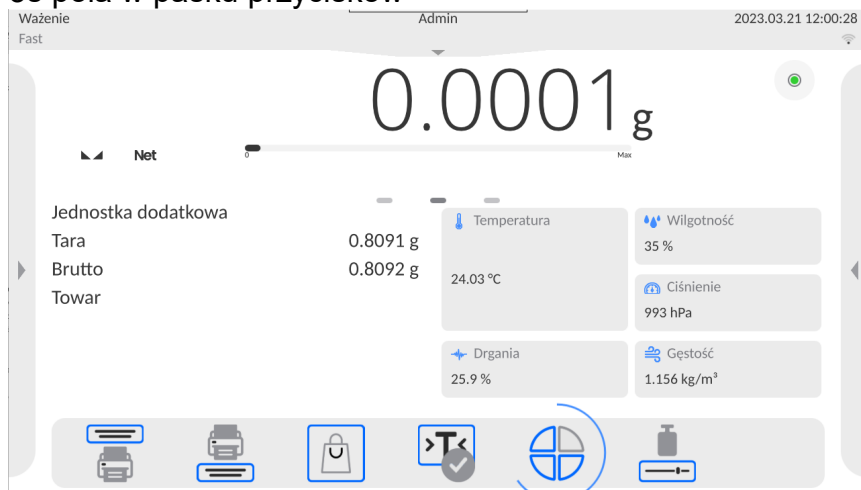 Ważenie Admin 2023.03.21 12:00:28
Fast
0.0001 g
Net 0 Max
Jednostka dodatkowa
Tara 0.8091 g
Brutto 0.8092 g
Towar
Temperatura
24.03 °C
Wilgotność
35 %
Ciśnienie
993 hPa
Drgania
25.9 %
Gęstość
1.156 kg/m³
>T<